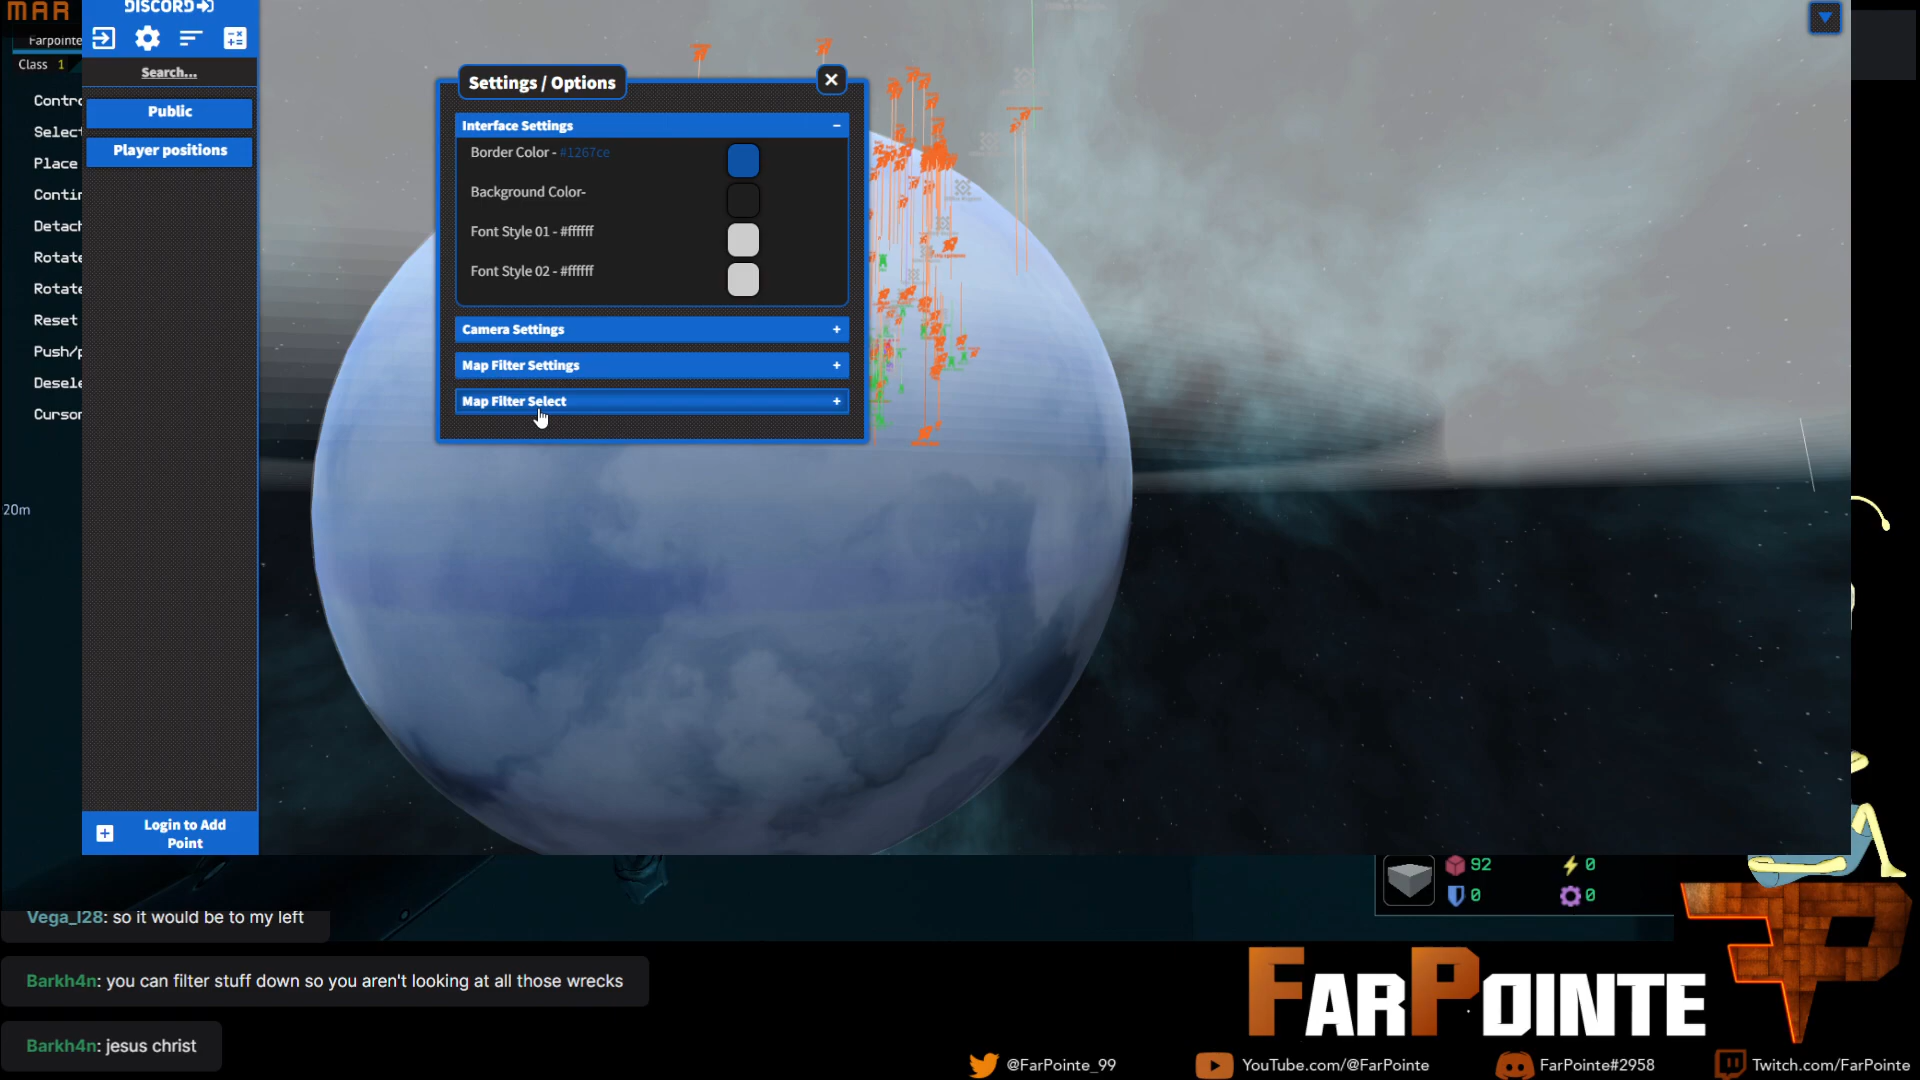 MAR
DISCORD
Farpointe
Class 1
Search...
Public
Player positions
Contro
Select
Place
Contin
Detach
Rotate
Rotate
Reset
Push/p
Desele
Cursor
20m
Settings / Options
Interface Settings
Border Color - #1267ce
Background Color-
Font Style 01 - #ffffff
Font Style 02 - #ffffff
Camera Settings
Map Filter Settings
Map Filter Select
Login to Add
Point
92
0
0
0
Vega_I28: so it would be to my left
Barkh4n: you can filter stuff down so you aren't looking at all those wrecks
Barkh4n: jesus christ
FARPOINTE
@FarPointe_99
YouTube.com/@FarPointe
FarPointe#2958
Twitch.com/FarPointe